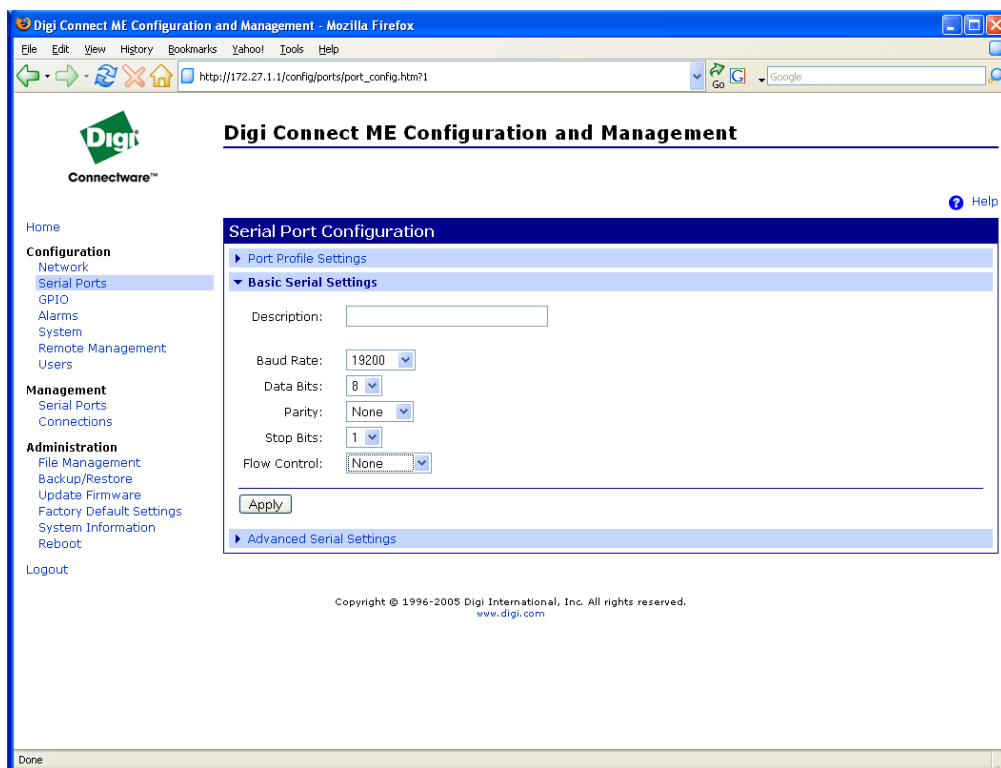 Digi Connect ME Configuration and Management - Mozilla Firefox
File Edit View History Bookmarks Yahoo! Tools Help
http://172.27.1.1/config/ports/port_config.htm?1
Go
G
Google
Digi
Connectware™
Digi Connect ME Configuration and Management
? Help
Home
Configuration
Network
Serial Ports
GPIO
Alarms
System
Remote Management
Users
Management
Serial Ports
Connections
Administration
File Management
Backup/Restore
Update Firmware
Factory Default Settings
System Information
Reboot
Logout
Serial Port Configuration
Port Profile Settings
Basic Serial Settings
Description:
Baud Rate: 19200
Data Bits: 8
Parity: None
Stop Bits: 1
Flow Control: None
Apply
Advanced Serial Settings
Copyright © 1996-2005 Digi International, Inc. All rights reserved.
www.digi.com
Done